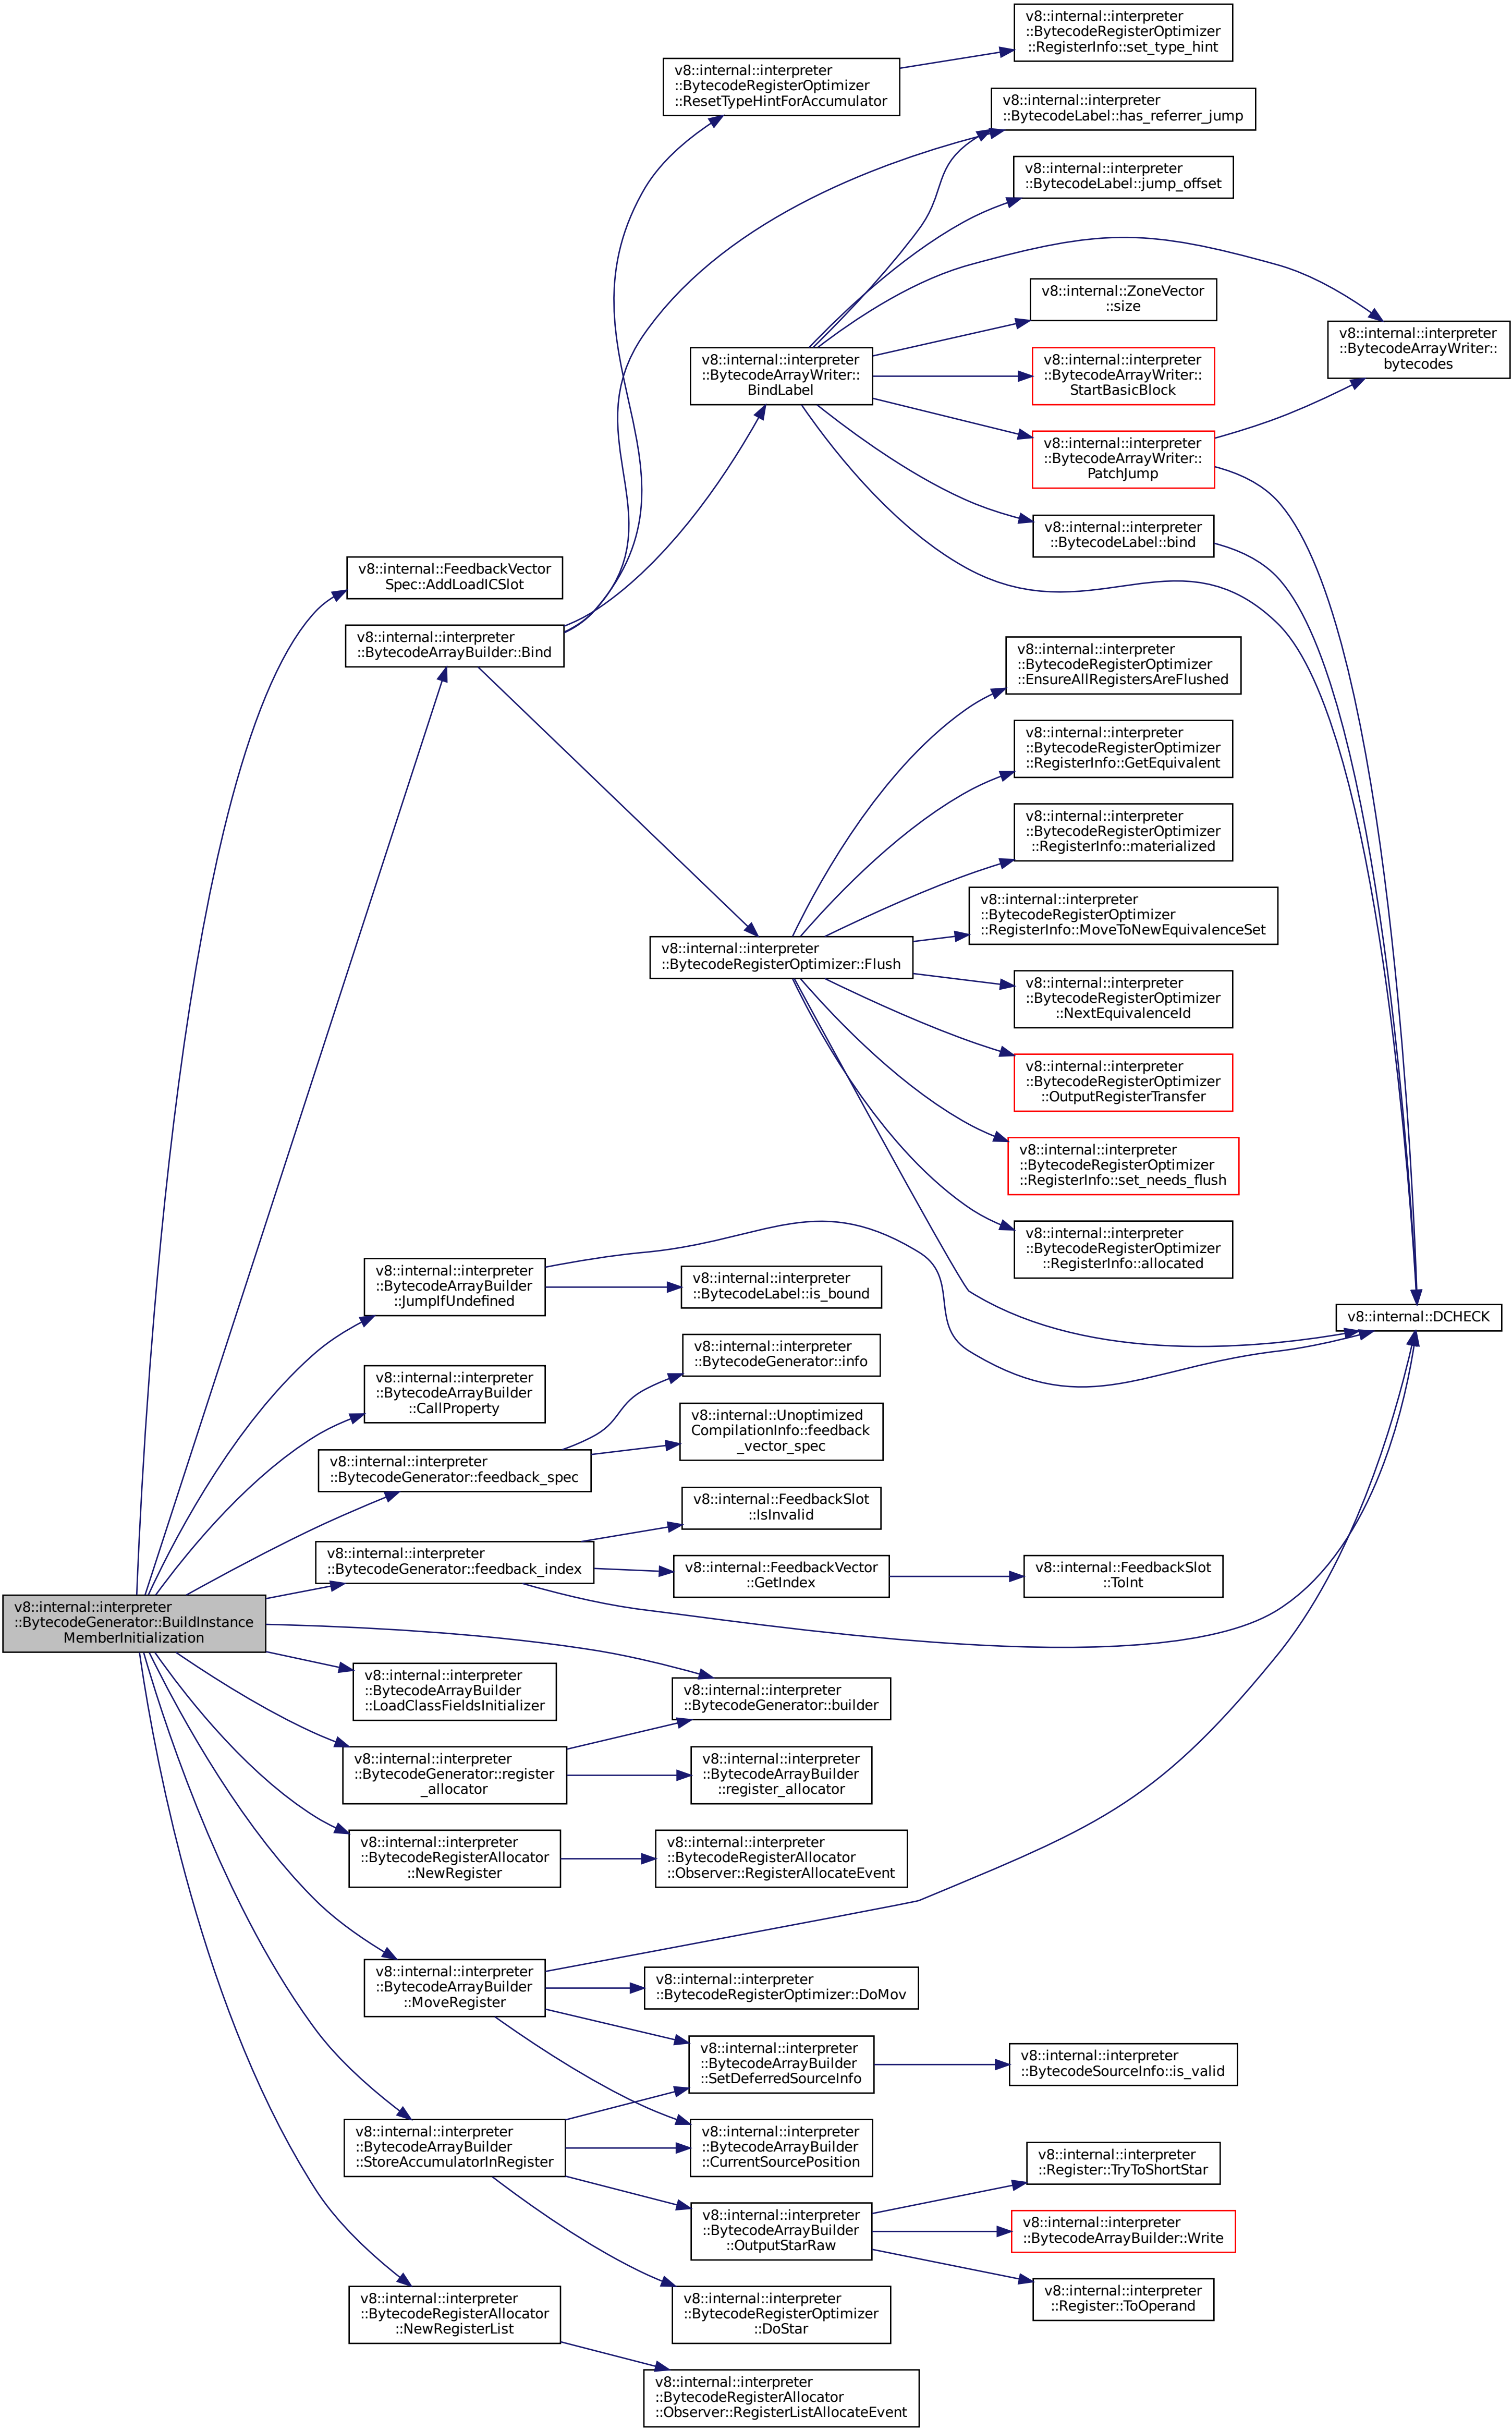 v8::internal::interpreter
::BytecodeRegisterOptimizer
::RegisterInfo::set_type_hint
v8::internal::interpreter
::BytecodeRegisterOptimizer
::ResetTypeHintForAccumulator
v8::internal::interpreter
::BytecodeLabel::has_referrer_jump
v8::internal::interpreter
::BytecodeLabel::jump_offset
v8::internal::ZoneVector
::size
v8::internal::interpreter
::BytecodeArrayWriter::
bytecodes
v8::internal::interpreter
::BytecodeArrayWriter::
BindLabel
v8::internal::interpreter
::BytecodeArrayWriter::
StartBasicBlock
v8::internal::interpreter
::BytecodeArrayWriter::
PatchJump
v8::internal::interpreter
::BytecodeLabel::bind
v8::internal::FeedbackVector
Spec::AddLoadICSlot
v8::internal::interpreter
::BytecodeArrayBuilder::Bind
v8::internal::interpreter
::BytecodeRegisterOptimizer
::EnsureAllRegistersAreFlushed
v8::internal::interpreter
::BytecodeRegisterOptimizer
::RegisterInfo::GetEquivalent
v8::internal::interpreter
::BytecodeRegisterOptimizer
::RegisterInfo::materialized
v8::internal::interpreter
::BytecodeRegisterOptimizer
::RegisterInfo::MoveToNewEquivalenceSet
v8::internal::interpreter
::BytecodeRegisterOptimizer::Flush
v8::internal::interpreter
::BytecodeRegisterOptimizer
::NextEquivalenceId
v8::internal::interpreter
::BytecodeRegisterOptimizer
::OutputRegisterTransfer
v8::internal::interpreter
::BytecodeRegisterOptimizer
::RegisterInfo::set_needs_flush
v8::internal::interpreter
::BytecodeRegisterOptimizer
::RegisterInfo::allocated
v8::internal::interpreter
::BytecodeArrayBuilder
::JumpIfUndefined
v8::internal::interpreter
::BytecodeLabel::is_bound
v8::internal::DCHECK
v8::internal::interpreter
::BytecodeGenerator::info
v8::internal::interpreter
::BytecodeArrayBuilder
::CallProperty
v8::internal::Unoptimized
CompilationInfo::feedback
_vector_spec
v8::internal::interpreter
::BytecodeGenerator::feedback_spec
v8::internal::FeedbackSlot
::IsInvalid
v8::internal::interpreter
::BytecodeGenerator::feedback_index
v8::internal::FeedbackVector
::GetIndex
v8::internal::FeedbackSlot
::ToInt
v8::internal::interpreter
::BytecodeGenerator::BuildInstance
MemberInitialization
v8::internal::interpreter
::BytecodeArrayBuilder
::LoadClassFieldsInitializer
v8::internal::interpreter
::BytecodeGenerator::builder
v8::internal::interpreter
::BytecodeGenerator::register
_allocator
v8::internal::interpreter
::BytecodeArrayBuilder
::register_allocator
v8::internal::interpreter
::BytecodeRegisterAllocator
::NewRegister
v8::internal::interpreter
::BytecodeRegisterAllocator
::Observer::RegisterAllocateEvent
v8::internal::interpreter
::BytecodeArrayBuilder
::MoveRegister
v8::internal::interpreter
::BytecodeRegisterOptimizer::DoMov
v8::internal::interpreter
::BytecodeArrayBuilder
::SetDeferredSourceInfo
v8::internal::interpreter
::BytecodeSourceInfo::is_valid
v8::internal::interpreter
::BytecodeArrayBuilder
::StoreAccumulatorInRegister
v8::internal::interpreter
::BytecodeArrayBuilder
::CurrentSourcePosition
v8::internal::interpreter
::Register::TryToShortStar
v8::internal::interpreter
::BytecodeArrayBuilder
::OutputStarRaw
v8::internal::interpreter
::BytecodeArrayBuilder::Write
v8::internal::interpreter
::Register::ToOperand
v8::internal::interpreter
::BytecodeRegisterAllocator
::NewRegisterList
v8::internal::interpreter
::BytecodeRegisterOptimizer
::DoStar
v8::internal::interpreter
::BytecodeRegisterAllocator
::Observer::RegisterListAllocateEvent